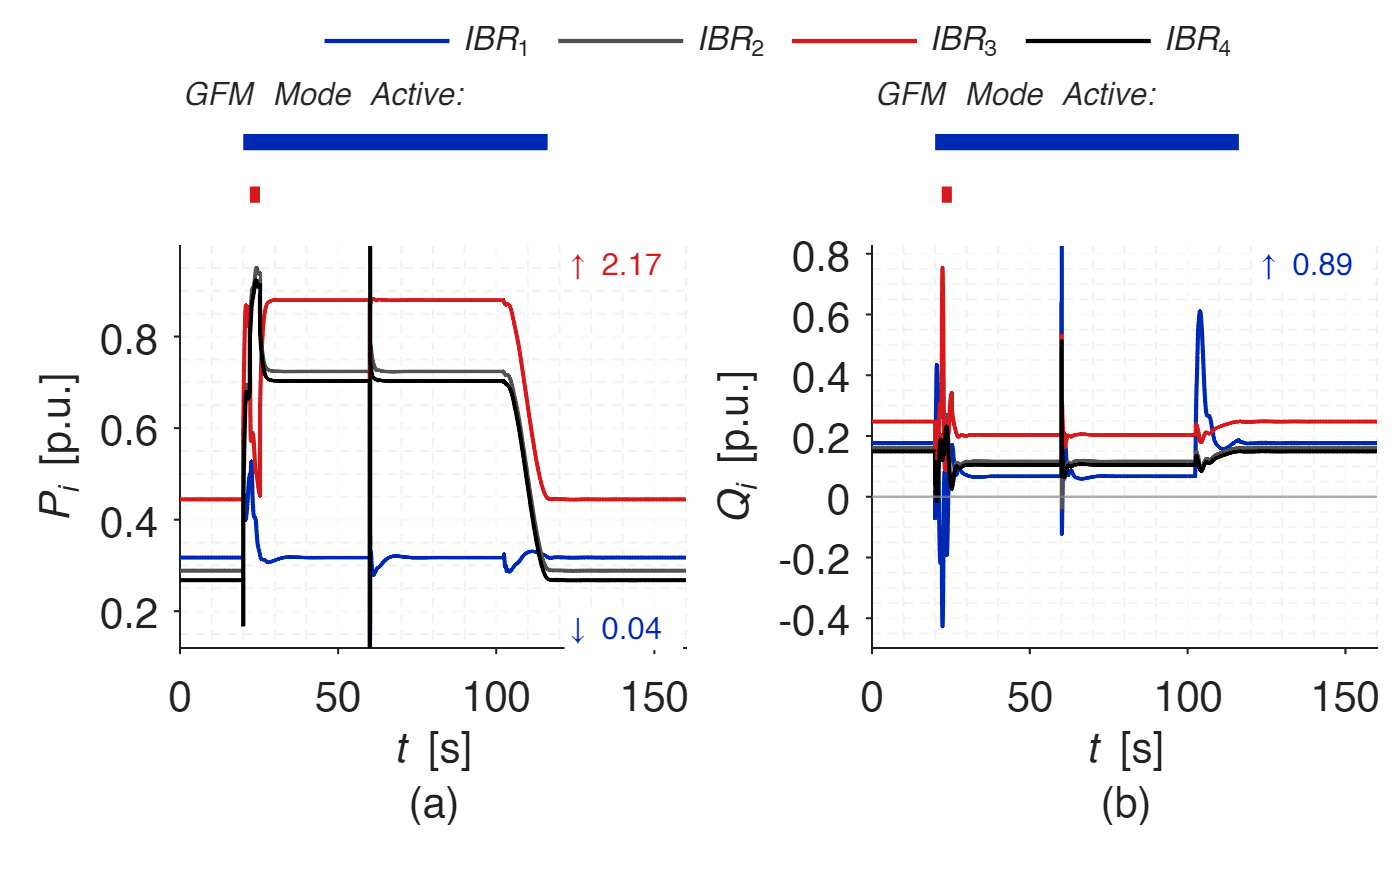 IBR1 IBR2 IBR3 IBR4
GFM Mode Active: GFM Mode Active:
↑ 2.17
0.8
0.6
0.4
0.2
Pi [p.u.]
↓ 0.04
0 50 100 150
t [s]
(a)
↑ 0.89
0.8
0.6
0.4
0.2
0
-0.2
-0.4
Qi [p.u.]
0 50 100 150
t [s]
(b)